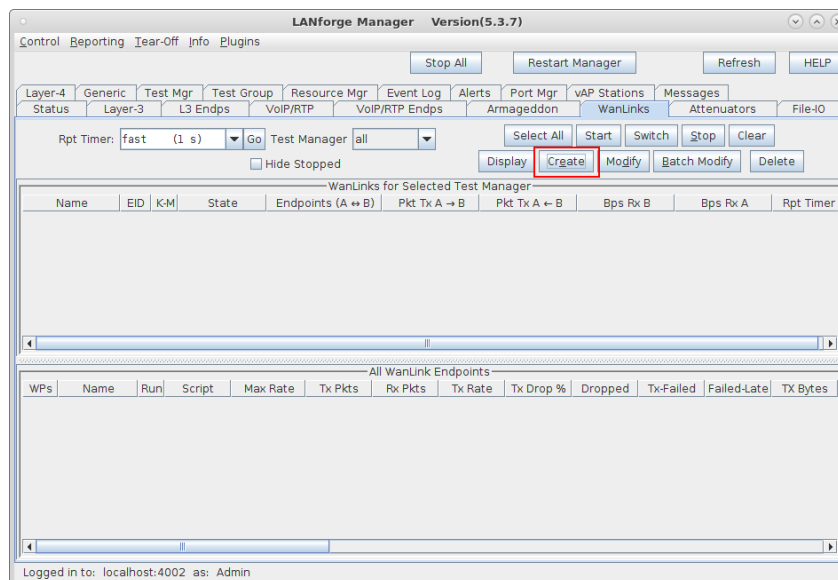 LANforge Manager Version(5.3.7)
Control Reporting Tear-Off Info Plugins
Stop All Restart Manager Refresh HELP
Layer-4 Generic Test Mgr Test Group Resource Mgr Event Log Alerts Port Mgr vAP Stations Messages
Status Layer-3 L3 Endps VoIP/RTP VoIP/RTP Endps Armageddon WanLinks Attenuators File-IO
Rpt Timer: fast (1 s) Go Test Manager all Select All Start Switch Stop Clear
Hide Stopped Display Create Modify Batch Modify Delete
WanLinks for Selected Test Manager
Name EID K-M State Endpoints (A ↔ B) Pkt Tx A → B Pkt Tx A ← B Bps Rx B Bps Rx A Rpt Timer
All WanLink Endpoints
WPs Name Run Script Max Rate Tx Pkts Rx Pkts Tx Rate Tx Drop % Dropped Tx-Failed Failed-Late TX Bytes
Logged in to: localhost:4002 as: Admin